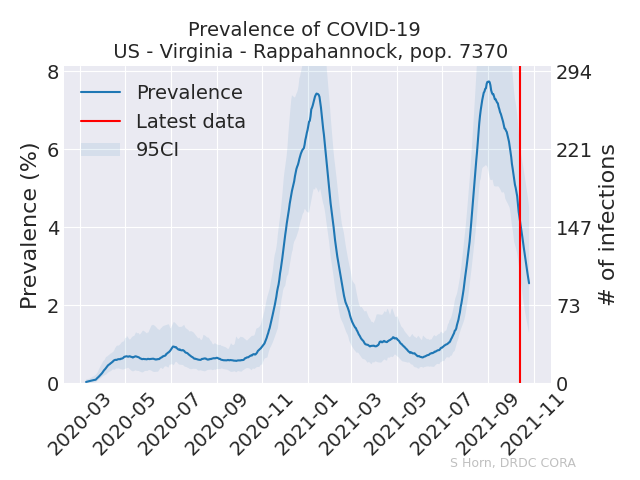 Prevalence of COVID-19
US - Virginia - Rappahannock, pop. 7370
Prevalence
Latest data
95CI
Prevalence (%)
8
6
4
2
0
294
221
147
73
0
# of infections
2020-03
2020-05
2020-07
2020-09
2020-11
2021-01
2021-03
2021-05
2021-07
2021-09
2021-11
S Horn, DRDC CORA